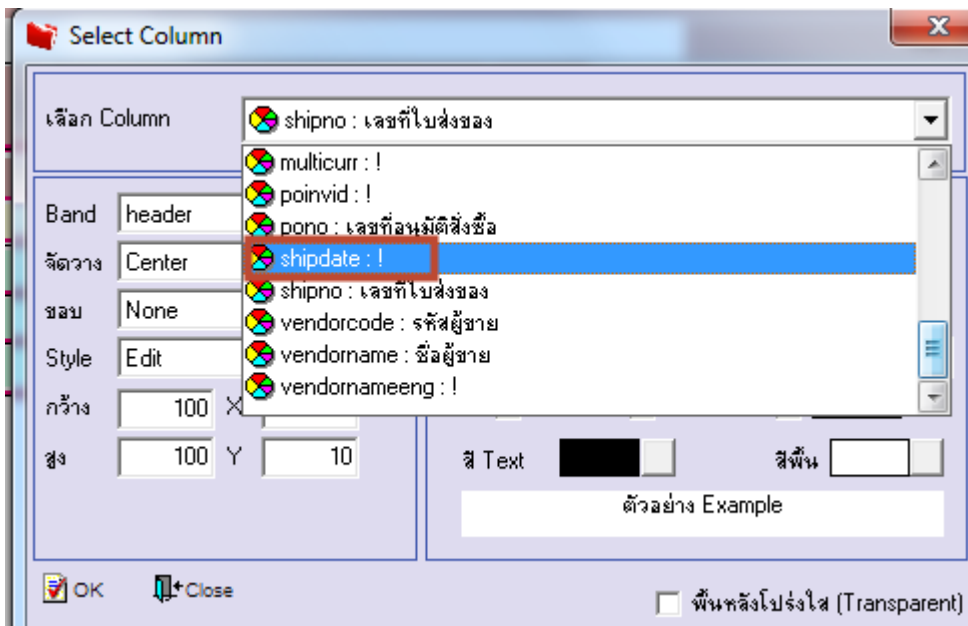 Select Column
เลือก Column
shipno : เลขที่ใบส่งของ
multicurr : !
poinvid : !
pono : เลขที่อนุมัติสั่งซื้อ
shipdate : !
shipno : เลขที่ใบส่งของ
vendorcode : รหัสผู้ขาย
vendorname : ชื่อผู้ขาย
vendornameeng : !
Band header
จัดวาง Center
ขอบ None
Style Edit
กว้าง 100 X
สูง 100 Y 10
สี Text สีพื้น
ตัวอย่าง Example
OK Close
พื้นหลังโปร่งใส (Transparent)